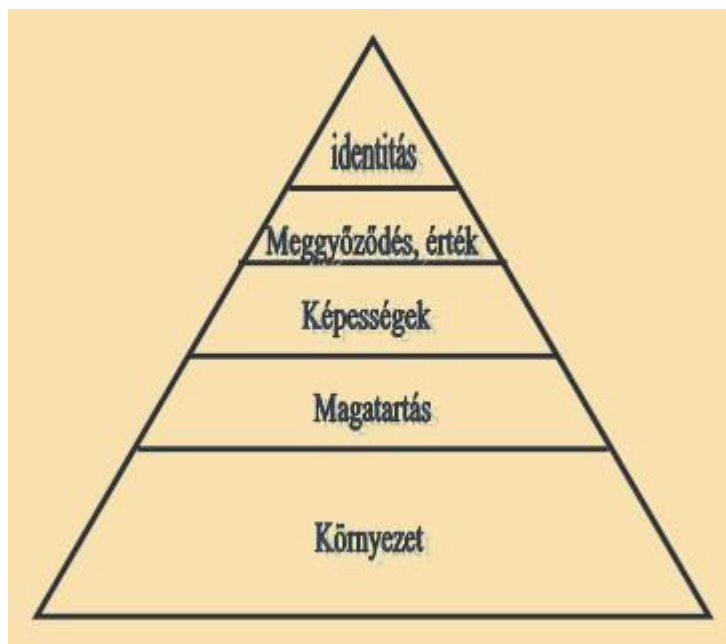 identitás
Meggyőződés, érték
Képességek
Magatartás
Környezet